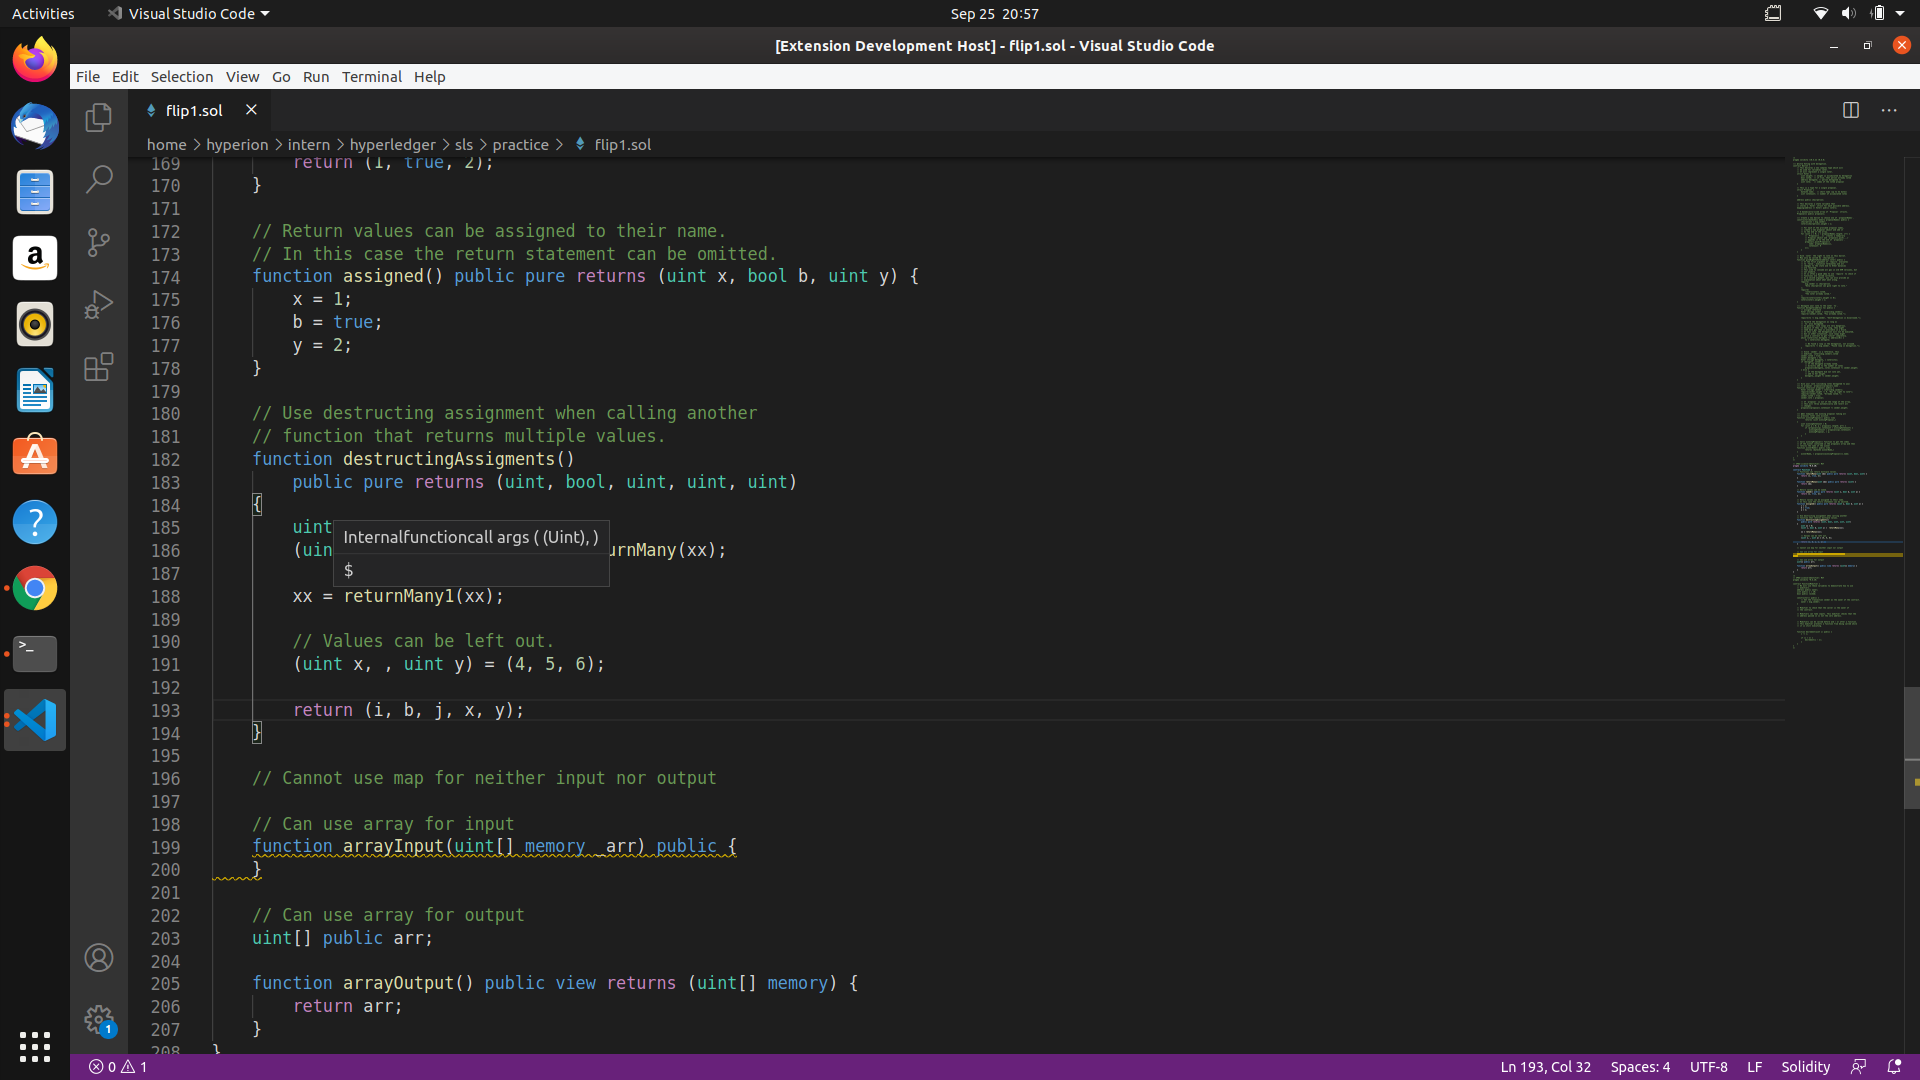 Activities
Visual Studio Code
Sep 25 20:57
[Extension Development Host] - flip1.sol - Visual Studio Code
File Edit Selection View Go Run Terminal Help
flip1.sol
home > hyperion > intern > hyperledger > sls > practice > flip1.sol
169 return (1, true, 2);
170 }
171
172 // Return values can be assigned to their name.
173 // In this case the return statement can be omitted.
174 function assigned() public pure returns (uint x, bool b, uint y) {
175 x = 1;
176 b = true;
177 y = 2;
178 }
179
180 // Use destructing assignment when calling another
181 // function that returns multiple values.
182 function destructingAssigments()
183 public pure returns (uint, bool, uint, uint, uint)
184 {
185 uint
InternalFunctioncall args ( (Uint), )
186 (uin urnMany(xx);
$
187
188 xx = returnMany1(xx);
189
190 // Values can be left out.
191 (uint x, , uint y) = (4, 5, 6);
192
193 return (i, b, j, x, y);
194 }
195
196 // Cannot use map for neither input nor output
197
198 // Can use array for input
199 function arrayInput(uint[] memory _arr) public {
200 }
201
202 // Can use array for output
203 uint[] public arr;
204
205 function arrayOutput() public view returns (uint[] memory) {
206 return arr;
207 }
208 }
1
0 1
Ln 193, Col 32 Spaces: 4 UTF-8 LF Solidity